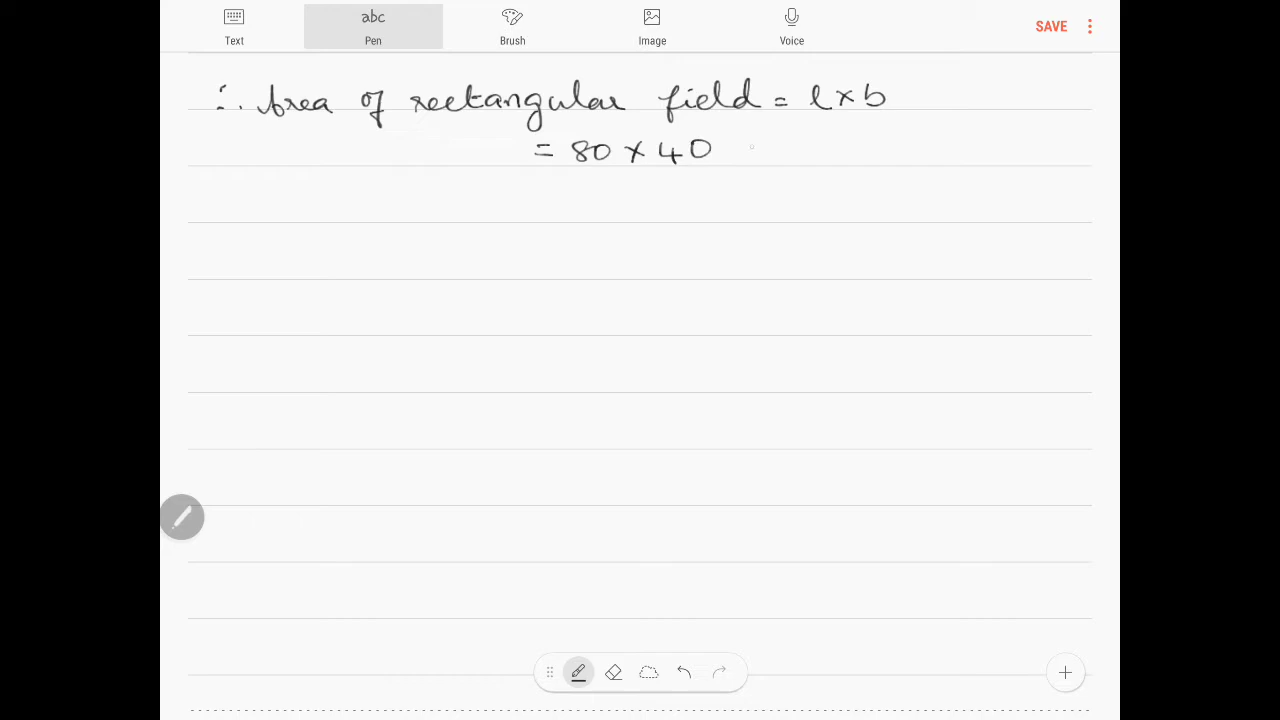 Text
abc
Pen
Brush
Image
Voice
SAVE
∴ Area of rectangular field = l × b
= 80 × 40